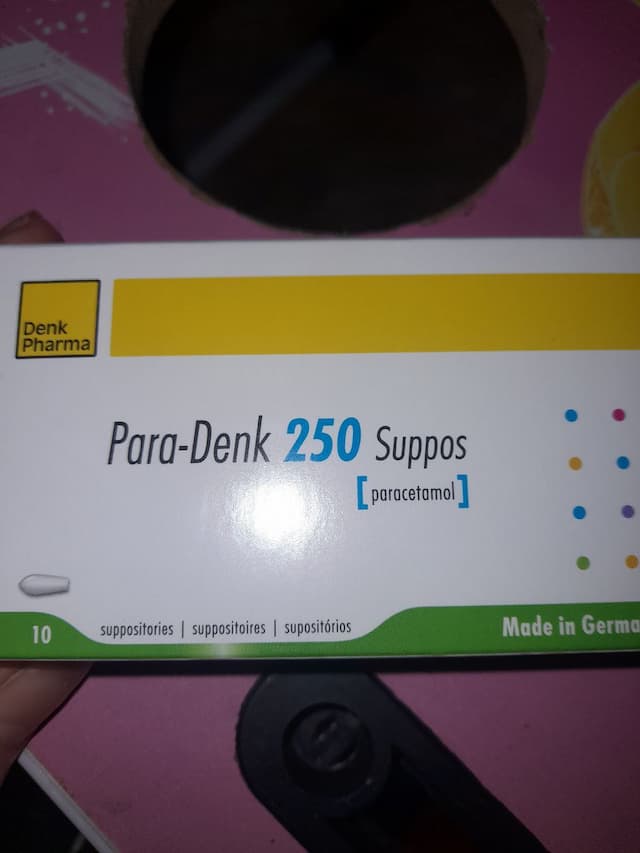 Denk
Pharma
Para-Denk 250 Suppos
[paracetamol]
10
suppositories | suppositoires | supositórios
Made in Germa